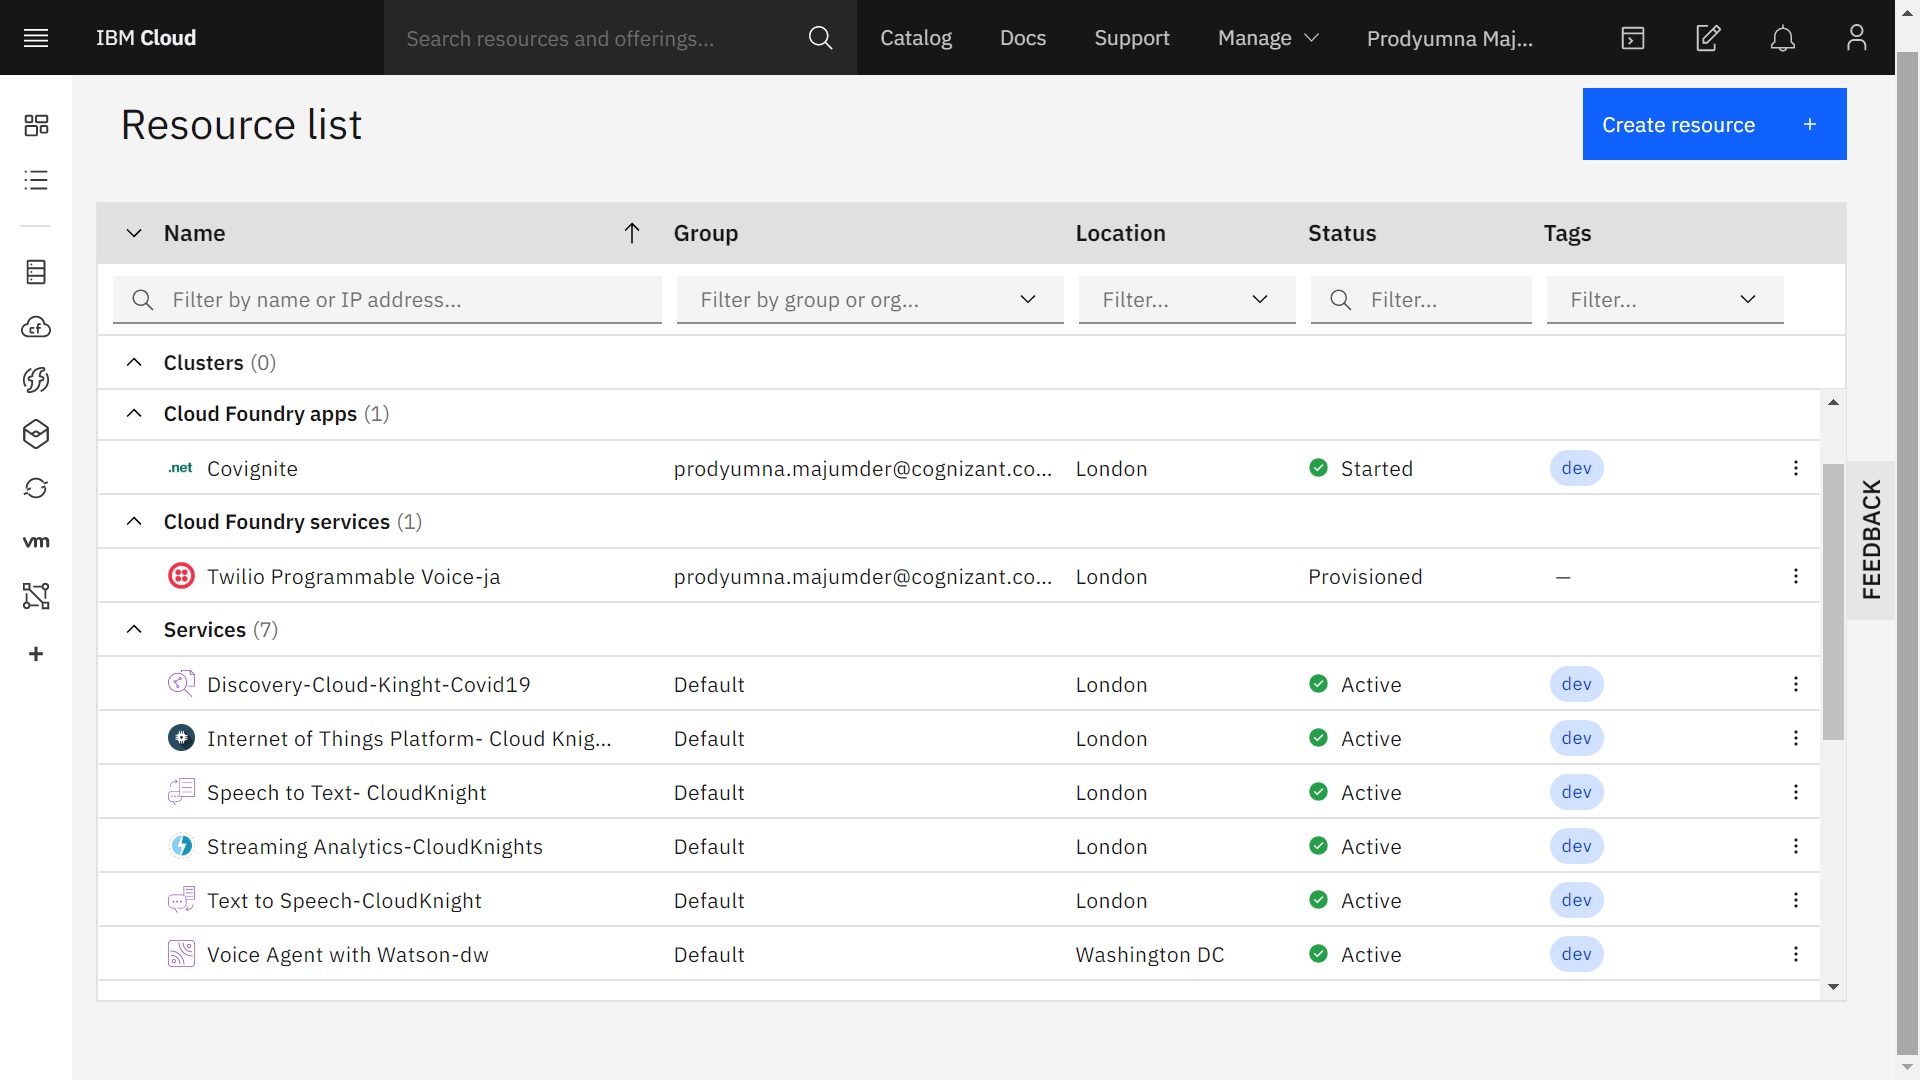 IBM Cloud Search resources and offerings... Catalog Docs Support Manage Prodyumna Maj...
Resource list Create resource +
Name Group Location Status Tags
Filter by name or IP address... Filter by group or org... Filter... Filter... Filter...
Clusters (0)
Cloud Foundry apps (1)
.net Covignite prodyumna.majumder@cognizant.co... London Started dev
Cloud Foundry services (1)
Twilio Programmable Voice-ja prodyumna.majumder@cognizant.co... London Provisioned —
Services (7)
Discovery-Cloud-Kinght-Covid19 Default London Active dev
Internet of Things Platform- Cloud Knig... Default London Active dev
Speech to Text- CloudKnight Default London Active dev
Streaming Analytics-CloudKnights Default London Active dev
Text to Speech-CloudKnight Default London Active dev
Voice Agent with Watson-dw Default Washington DC Active dev
cf
vm
FEEDBACK